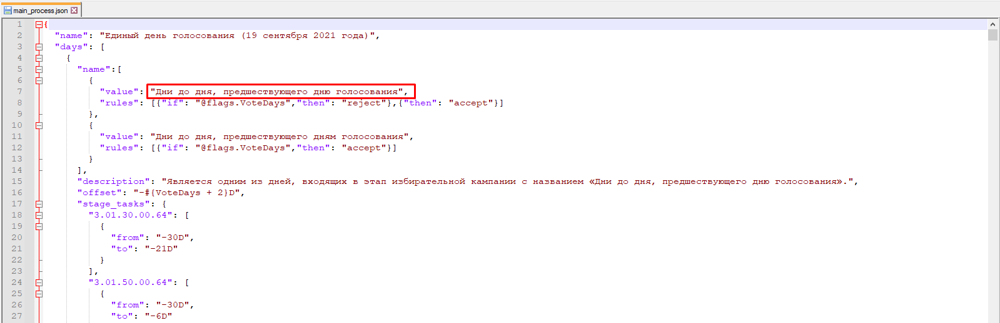 main_process.json
1 {
2 "name": "Единый день голосования (19 сентября 2021 года)",
3 "days": [
4 {
5 "name":[
6 {
7 "value": "Дни до дня, предшествующего дню голосования",
8 "rules": [{"if": "@flags.VoteDays","then": "reject"},{"then": "accept"}]
9 },
10 {
11 "value": "Дни до дня, предшествующего дням голосования",
12 "rules": [{"if": "@flags.VoteDays","then": "accept"}]
13 }
14 ],
15 "description": "Является одним из дней, входящих в этап избирательной кампании с названием «Дни до дня, предшествующего дню голосования».",
16 "offset": "-#{VoteDays + 2}D",
17 "stage_tasks": {
18 "3.01.30.00.64": [
19 {
20 "from": "-30D",
21 "to": "-21D"
22 }
23 ],
24 "3.01.50.00.64": [
25 {
26 "from": "-30D",
27 "to": "-6D"